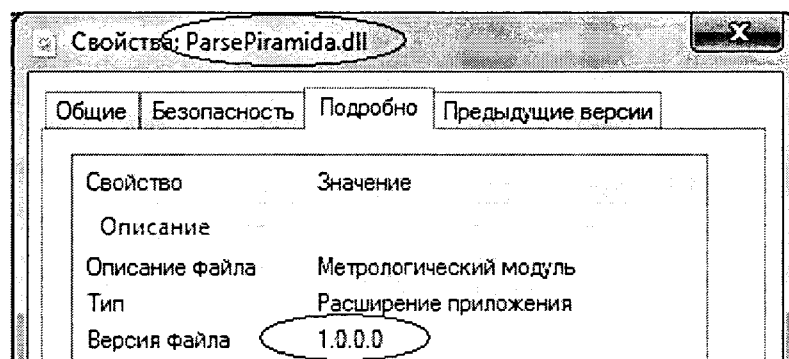 Свойства: ParsePiramida.dll
Общие Безопасность Подробно Предыдущие версии
Свойство Значение
Описание
Описание файла Метрологический модуль
Тип Расширение приложения
Версия файла 1.0.0.0